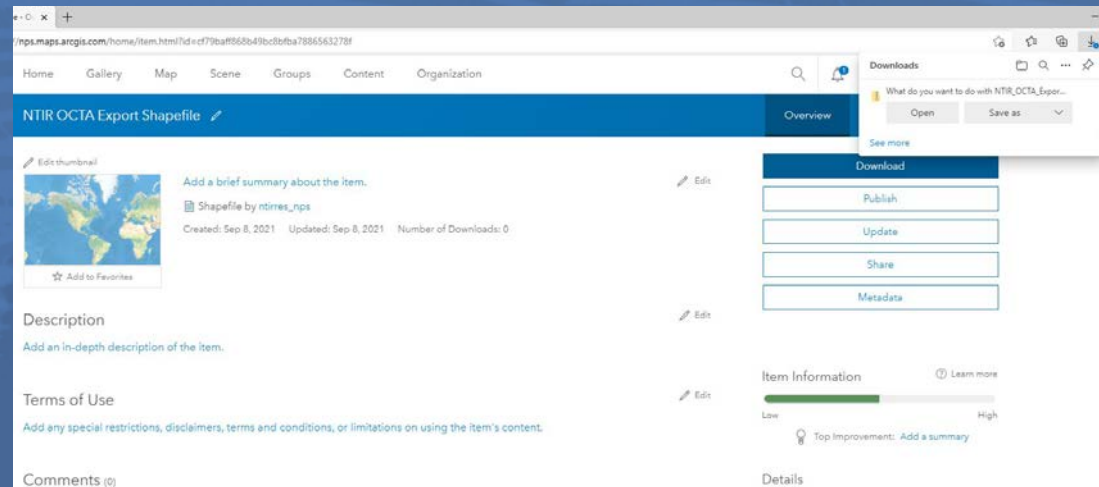 /nps.maps.arcgis.com/home/item.html?id=cf79baff868b49bc8bfba7886563278f
Home Gallery Map Scene Groups Content Organization
Downloads
What do you want to do with NTIR_OCTA_Expor...
Open Save as
See more
NTIR OCTA Export Shapefile Overview
Edit thumbnail
Add a brief summary about the item. Edit
Shapefile by ntirres_nps
Created: Sep 8, 2021 Updated: Sep 8, 2021 Number of Downloads: 0
Add to Favorites
Download
Publish
Update
Share
Metadata
Description Edit
Add an in-depth description of the item.
Item Information Learn more
Low High
Top Improvement: Add a summary
Terms of Use Edit
Add any special restrictions, disclaimers, terms and conditions, or limitations on using the item's content.
Comments (0)
Details